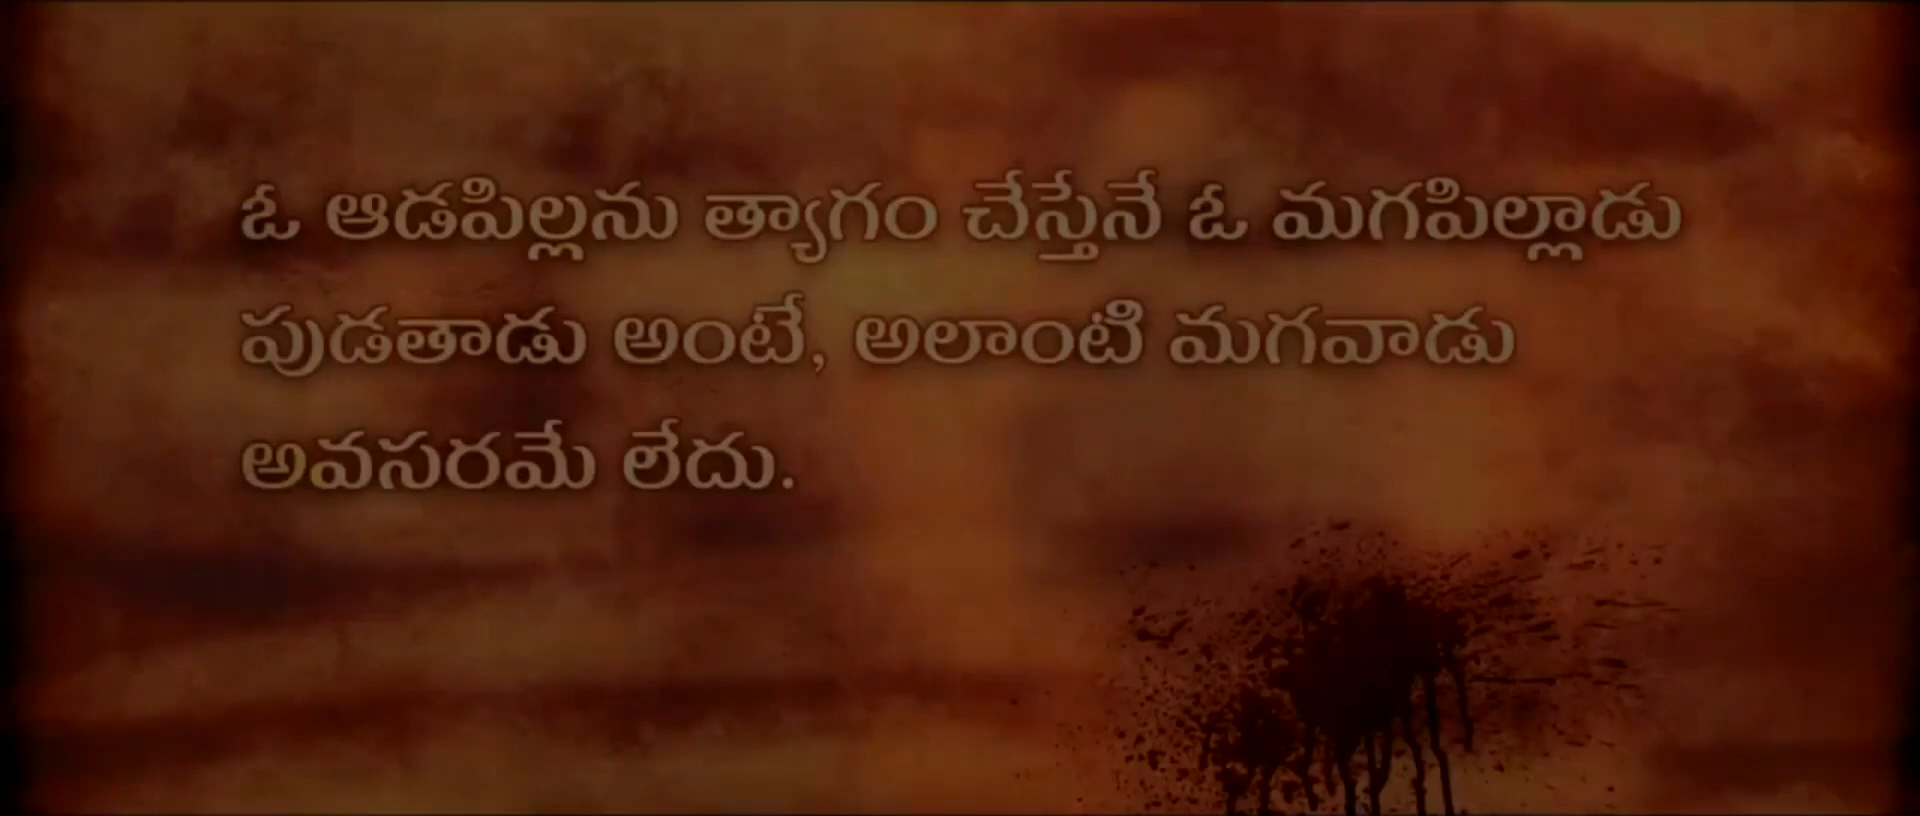 ఓ ఆడపిల్లను త్యాగం చేస్తేనే ఓ మగపిల్లాడు
పుడతాడు అంటే, అలాంటి మగవాడు
అవసరమే లేదు.